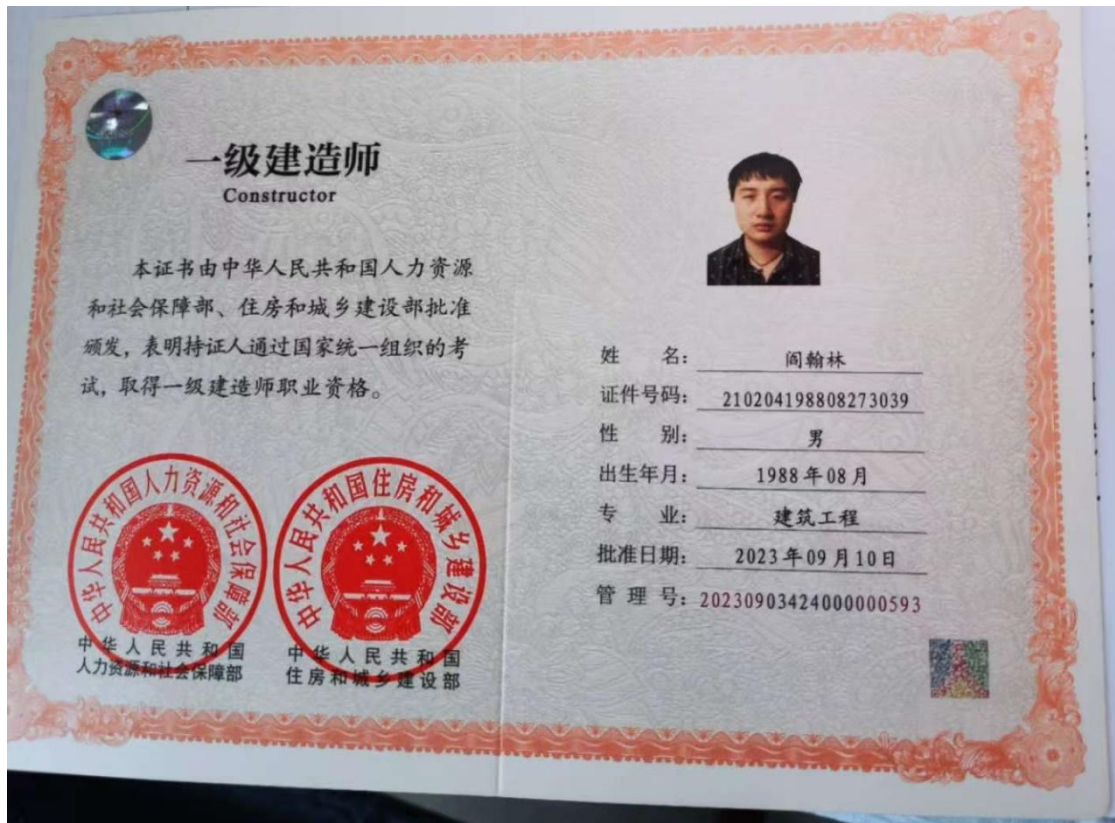 一级建造师
Constructor
本证书由中华人民共和国人力资源
和社会保障部、住房和城乡建设部批准
颁发，表明持证人通过国家统一组织的考
试，取得一级建造师职业资格。
中华人民共和国人力资源和社会保障部
中华人民共和国
人力资源和社会保障部
中华人民共和国住房和城乡建设部
中华人民共和国
住房和城乡建设部
姓 名： 阎翰林
证件号码： 210204198808273039
性 别： 男
出生年月： 1988年08月
专 业： 建筑工程
批准日期： 2023年09月10日
管 理 号： 20230903424000000593